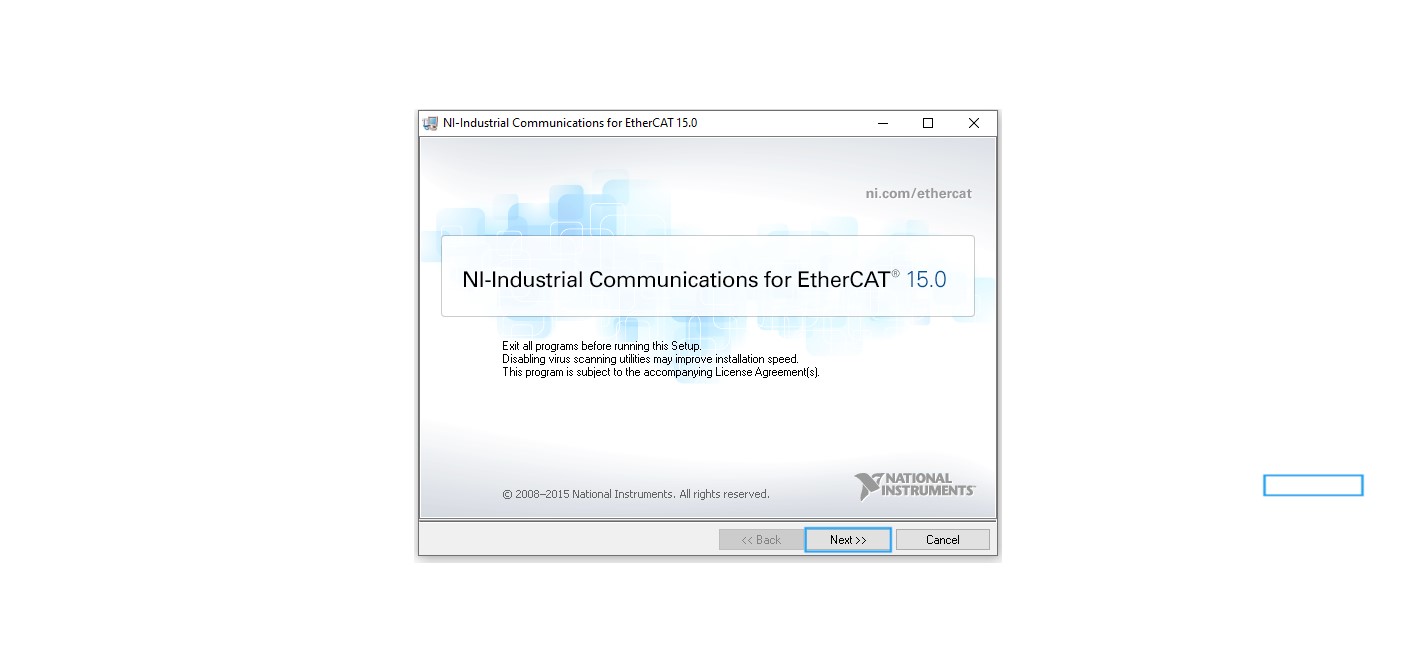 NI-Industrial Communications for EtherCAT 15.0
ni.com/ethercat
NI-Industrial Communications for EtherCAT® 15.0
Exit all programs before running this Setup.
Disabling virus scanning utilities may improve installation speed.
This program is subject to the accompanying License Agreement(s).
© 2008–2015 National Instruments. All rights reserved.
NATIONAL
INSTRUMENTS™
<< Back
Next >>
Cancel